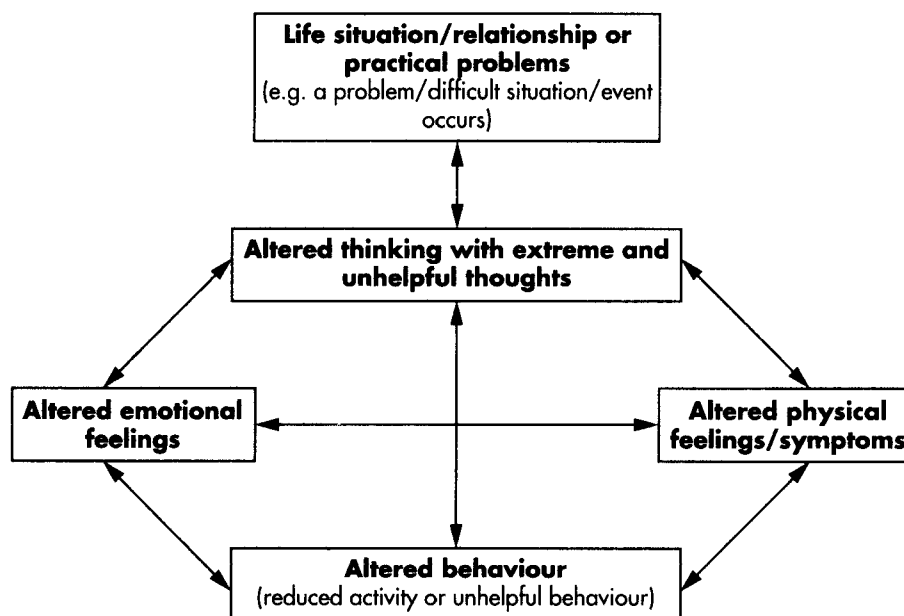 Life situation/relationship or
practical problems
(e.g. a problem/difficult situation/event
occurs)
Altered thinking with extreme and
unhelpful thoughts
Altered emotional
feelings
Altered physical
feelings/symptoms
Altered behaviour
(reduced activity or unhelpful behaviour)